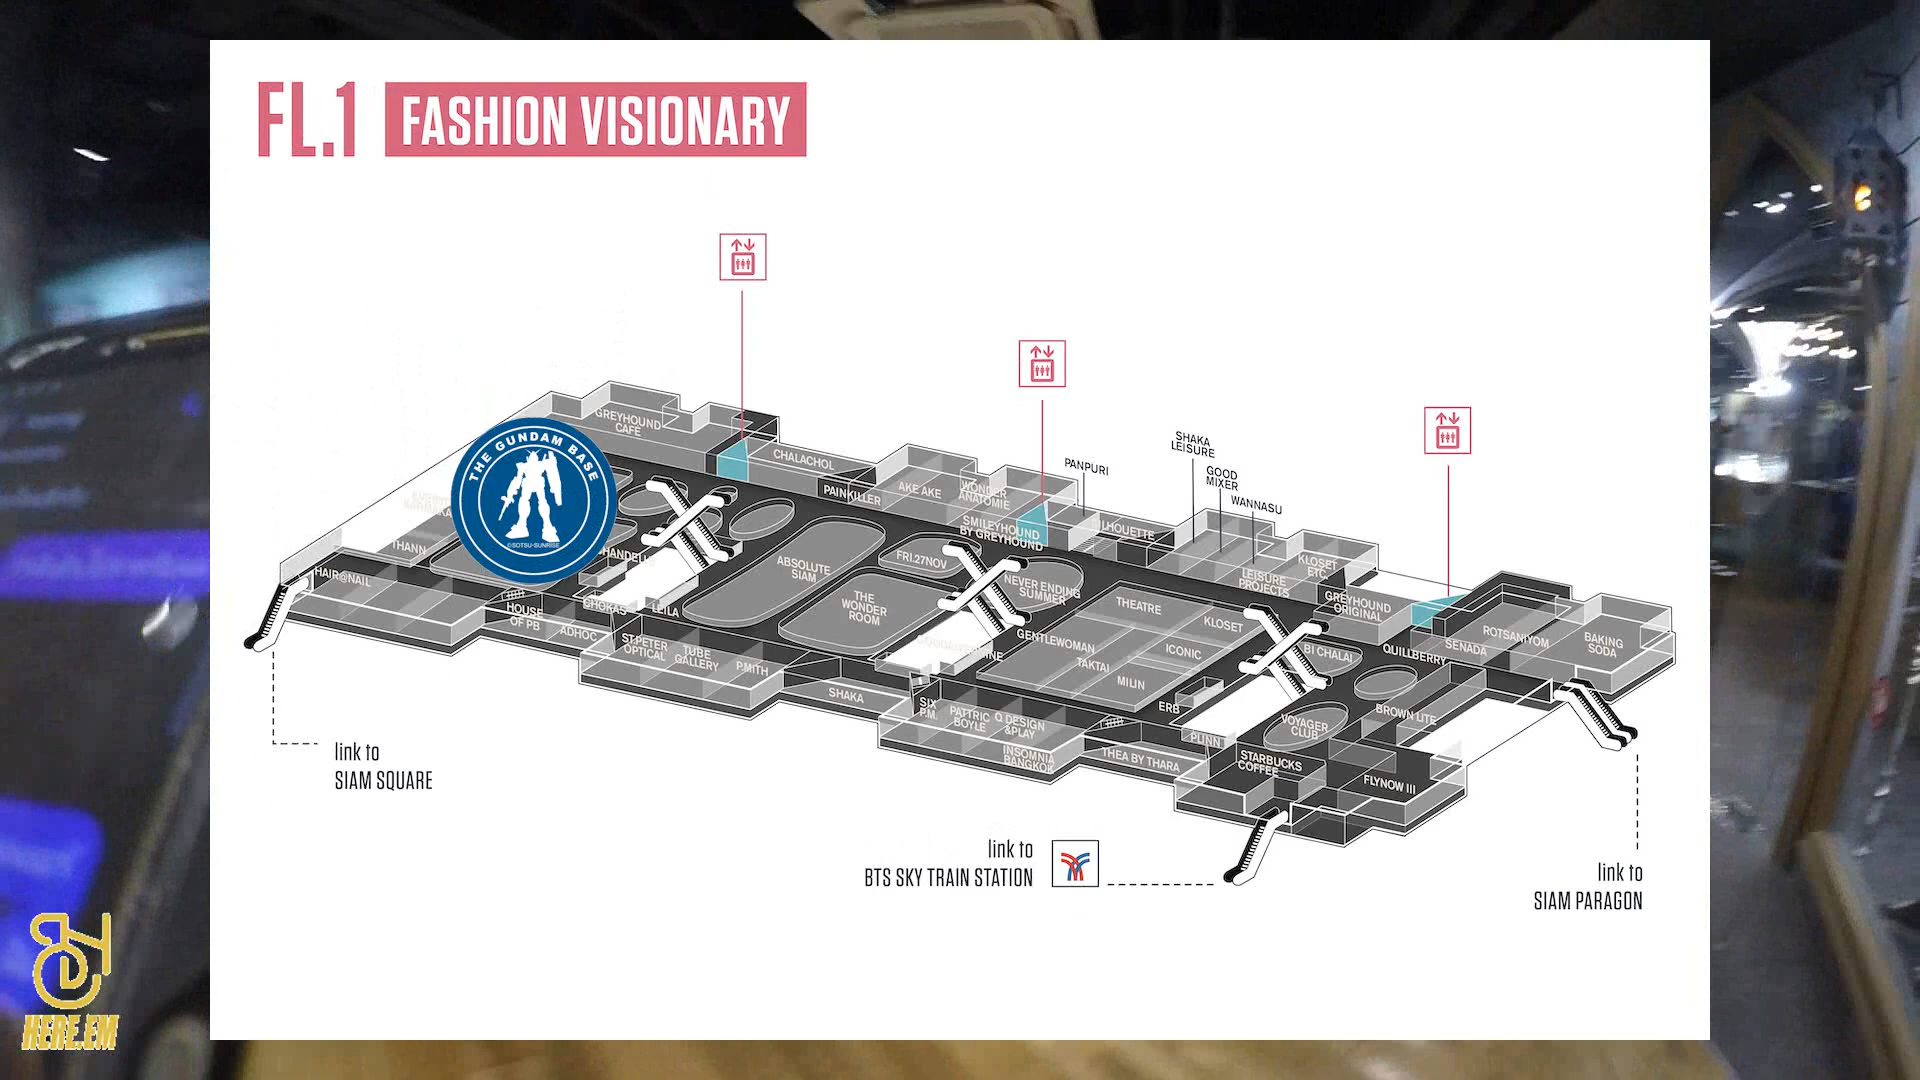 FL.1 FASHION VISIONARY
GREYHOUND
CAFE
THE GUNDAM BASE
©SOTSU·SUNRISE
CHALACHOL
PAINKILLER
AKE AKE
WONDER
ANATOMIE
SMILEYHOUND
BY GREYHOUND
PANPURI
SHAKA
LEISURE
GOOD
MIXER
WANNASU
LEISURE
PROJECTS
KLOSET
ETC.
GREYHOUND
ORIGINAL
QUILLBERRY
SENADA
ROTSANIYOM
BAKING
SODA
THANN
HAIR@NAIL
ABSOLUTE
SIAM
FRI.27NOV
THE
WONDER
ROOM
NEVER ENDING
SUMMER
THEATRE
KLOSET
GENTLEWOMAN
ICONIC
TAKTAI
MILIN
ERB
BI CHALAI
BROWN LITE
VOYAGER
CLUB
HOUSE
OF PB
ADHOC
CHOKAS
LEILA
ST.PETER
OPTICAL
TUBE
GALLERY
P.MITH
SHAKA
SIX
P.M.
PATTRIC
BOYLE
Q DESIGN
&PLAY
INSOMNIA
BANGKOK
THEA BY THARA
PLINN
STARBUCKS
COFFEE
FLYNOW III
link to
SIAM SQUARE
link to
BTS SKY TRAIN STATION
link to
SIAM PARAGON
HERE.EM